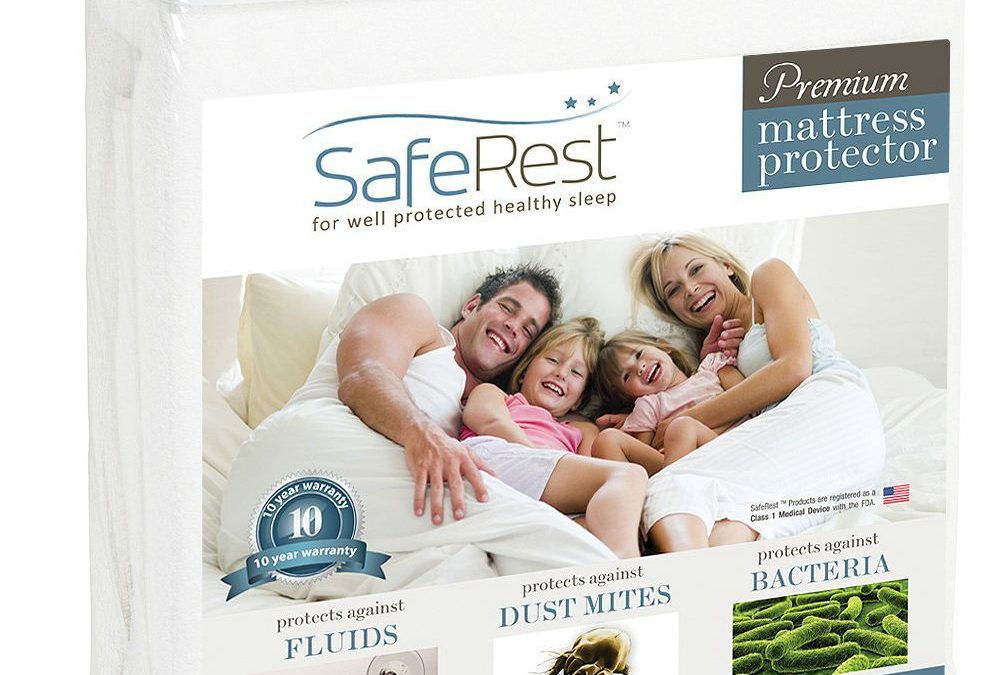 Premium
mattress
protector
SafeRest™
for well protected healthy sleep
10 year warranty
10
10 year warranty
SafeRest™ Products are registered as a
Class 1 Medical Device with the FDA.
protects against
FLUIDS
protects against
DUST MITES
protects against
BACTERIA